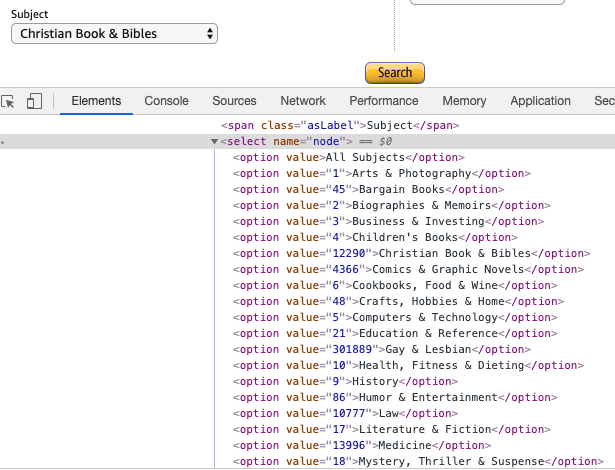 Subject
Christian Book & Bibles
Search
Elements Console Sources Network Performance Memory Application Sec
<span class="asLabel">Subject</span>
▼<select name="node"> == $0
<option value>All Subjects</option>
<option value="1">Arts & Photography</option>
<option value="45">Bargain Books</option>
<option value="2">Biographies & Memoirs</option>
<option value="3">Business & Investing</option>
<option value="4">Children's Books</option>
<option value="12290">Christian Book & Bibles</option>
<option value="4366">Comics & Graphic Novels</option>
<option value="6">Cookbooks, Food & Wine</option>
<option value="48">Crafts, Hobbies & Home</option>
<option value="5">Computers & Technology</option>
<option value="21">Education & Reference</option>
<option value="301889">Gay & Lesbian</option>
<option value="10">Health, Fitness & Dieting</option>
<option value="9">History</option>
<option value="86">Humor & Entertainment</option>
<option value="10777">Law</option>
<option value="17">Literature & Fiction</option>
<option value="13996">Medicine</option>
<option value="18">Mystery, Thriller & Suspense</option>